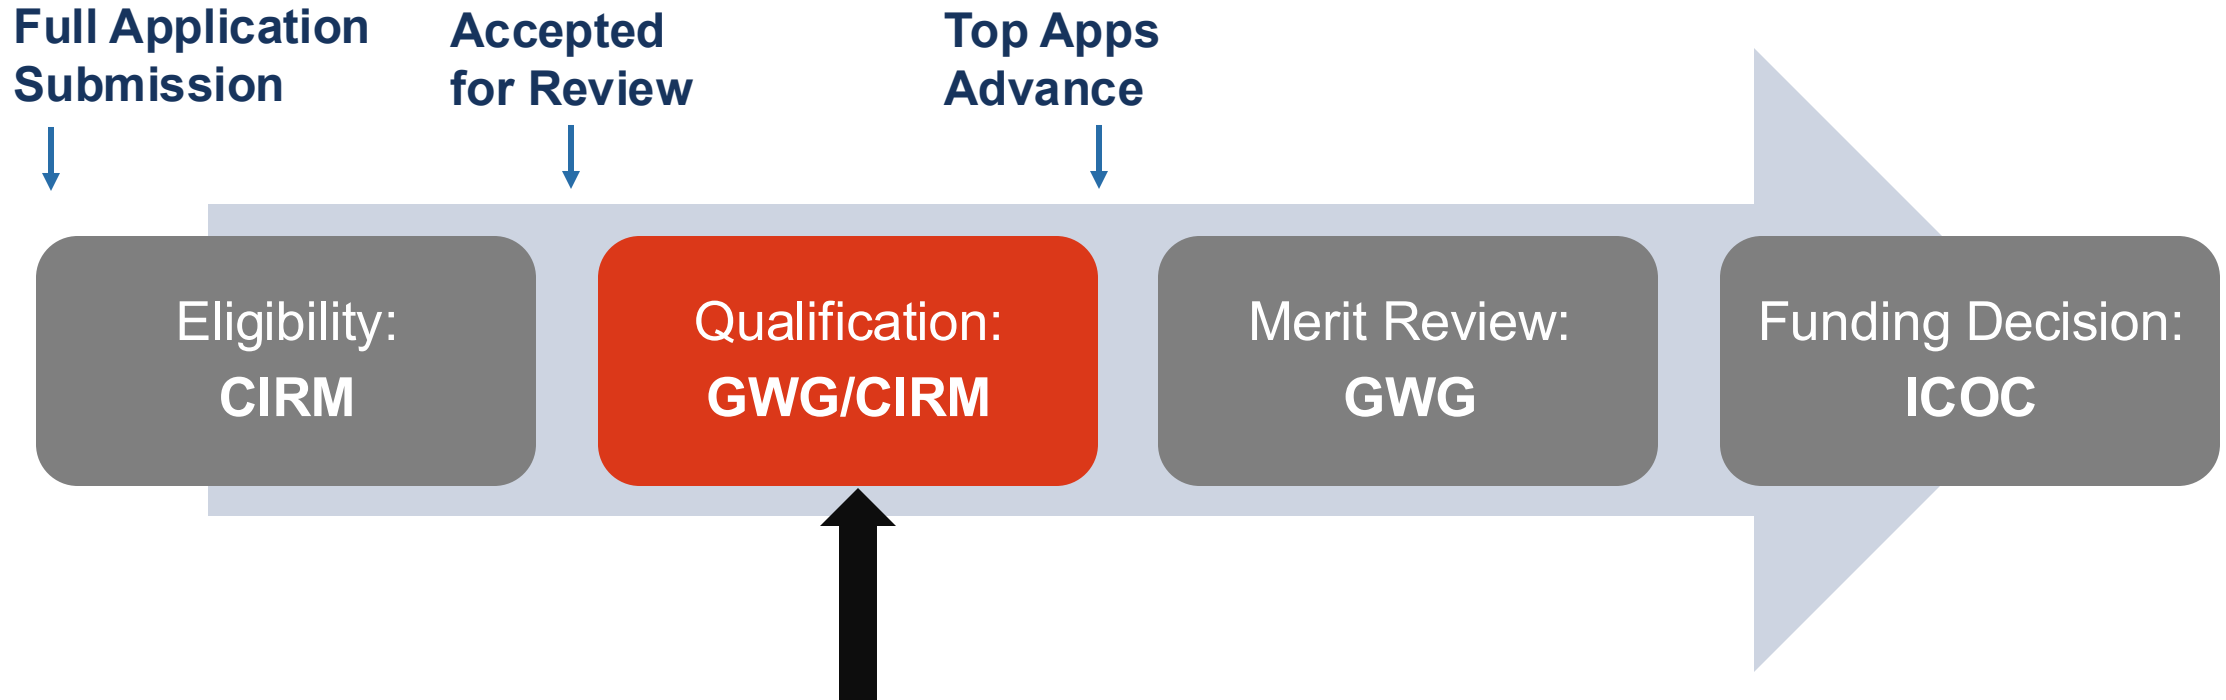 Full Application
Submission
Accepted
for Review
Top Apps
Advance
Eligibility:
CIRM
Qualification:
GWG/CIRM
Merit Review:
GWG
Funding Decision:
ICOC